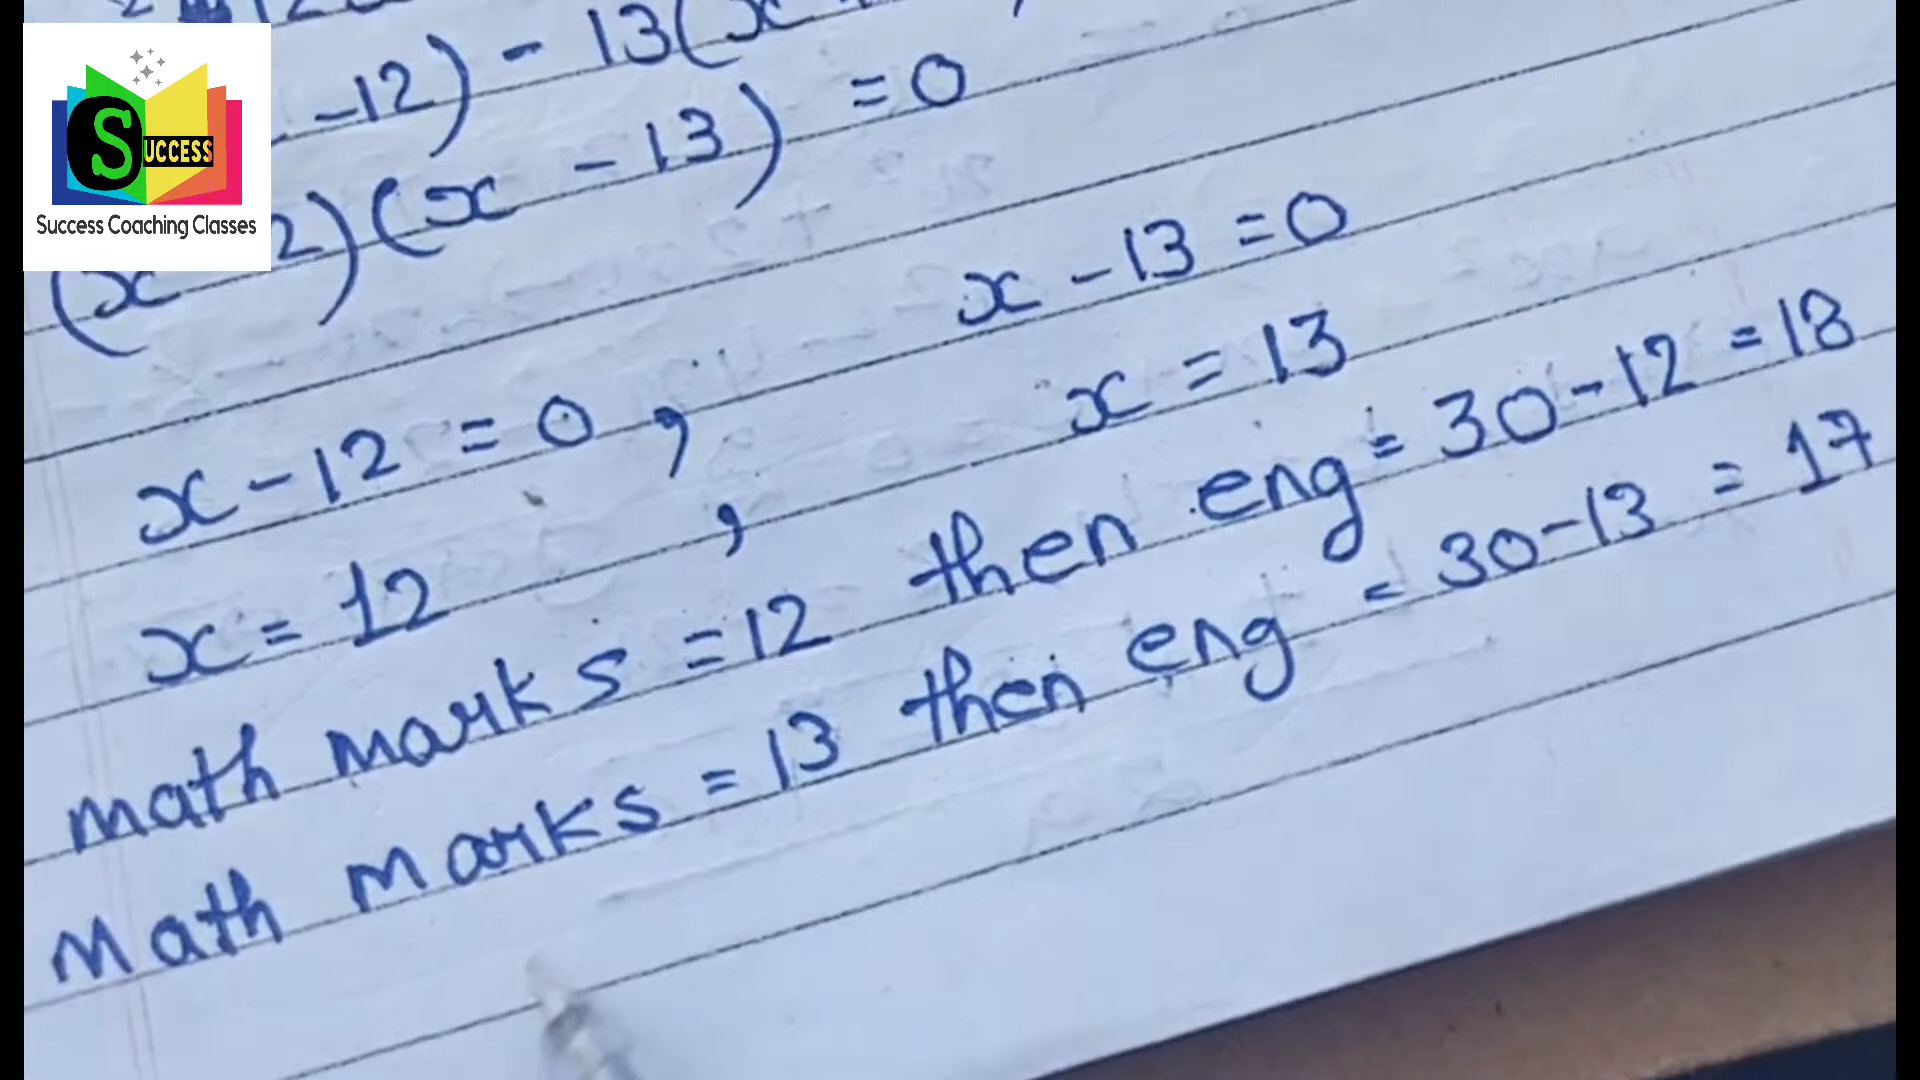 -12) - 13(x
(x 2)(x - 13) = 0
x - 12 = 0 , x - 13 = 0
x = 12 , x = 13
math marks = 12 then eng = 30 - 12 = 18
Math marks = 13 then eng = 30 - 13 = 17
SUCCESS
Success Coaching Classes